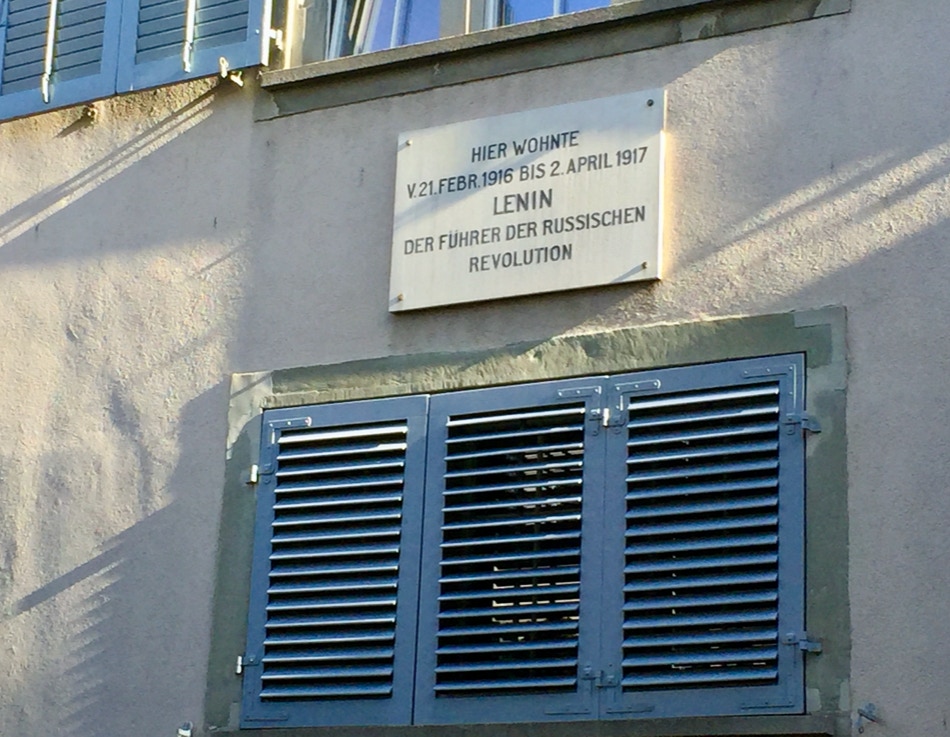 HIER WOHNTE
V. 21. FEBR. 1916 BIS 2. APRIL 1917
LENIN
DER FÜHRER DER RUSSISCHEN
REVOLUTION